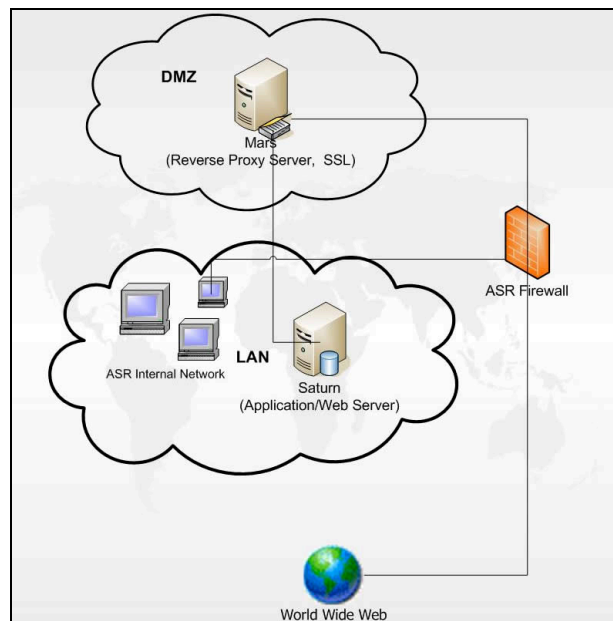 DMZ
Mars
(Reverse Proxy Server, SSL)
ASR Firewall
ASR Internal Network
LAN
Saturn
(Application/Web Server)
World Wide Web